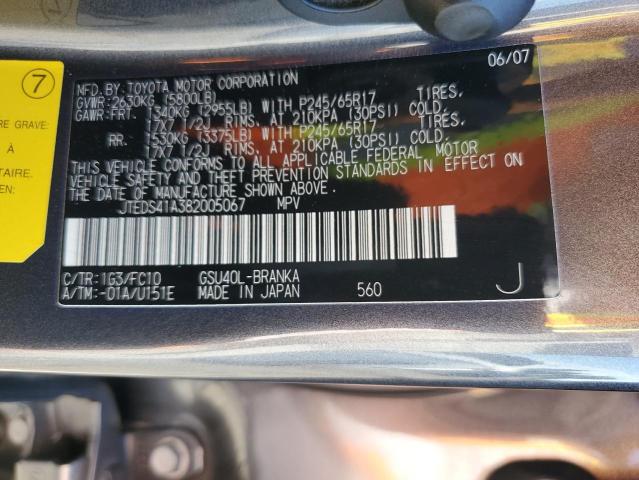 7
E GRAVE:
À
TAIRE.
EN:
MFD. BY: TOYOTA MOTOR CORPORATION 06/07
GVWR: 2630KG (5800LB)
GAWR: FRT. 1340KG (2955LB) WITH P245/65R17 TIRES,
17X7 1/2J RIMS, AT 210KPA (30PSI) COLD.
RR. 1530KG (3375LB) WITH P245/65R17 TIRES,
17X7 1/2J RIMS, AT 210KPA (30PSI) COLD.
THIS VEHICLE CONFORMS TO ALL APPLICABLE FEDERAL MOTOR
VEHICLE SAFETY AND THEFT PREVENTION STANDARDS IN EFFECT ON
THE DATE OF MANUFACTURE SHOWN ABOVE.
JTEDS41A382005067 MPV
C/TR: 1G3/FC10 GSU40L-BRANKA
A/TM: -01A/U151E MADE IN JAPAN 560 J